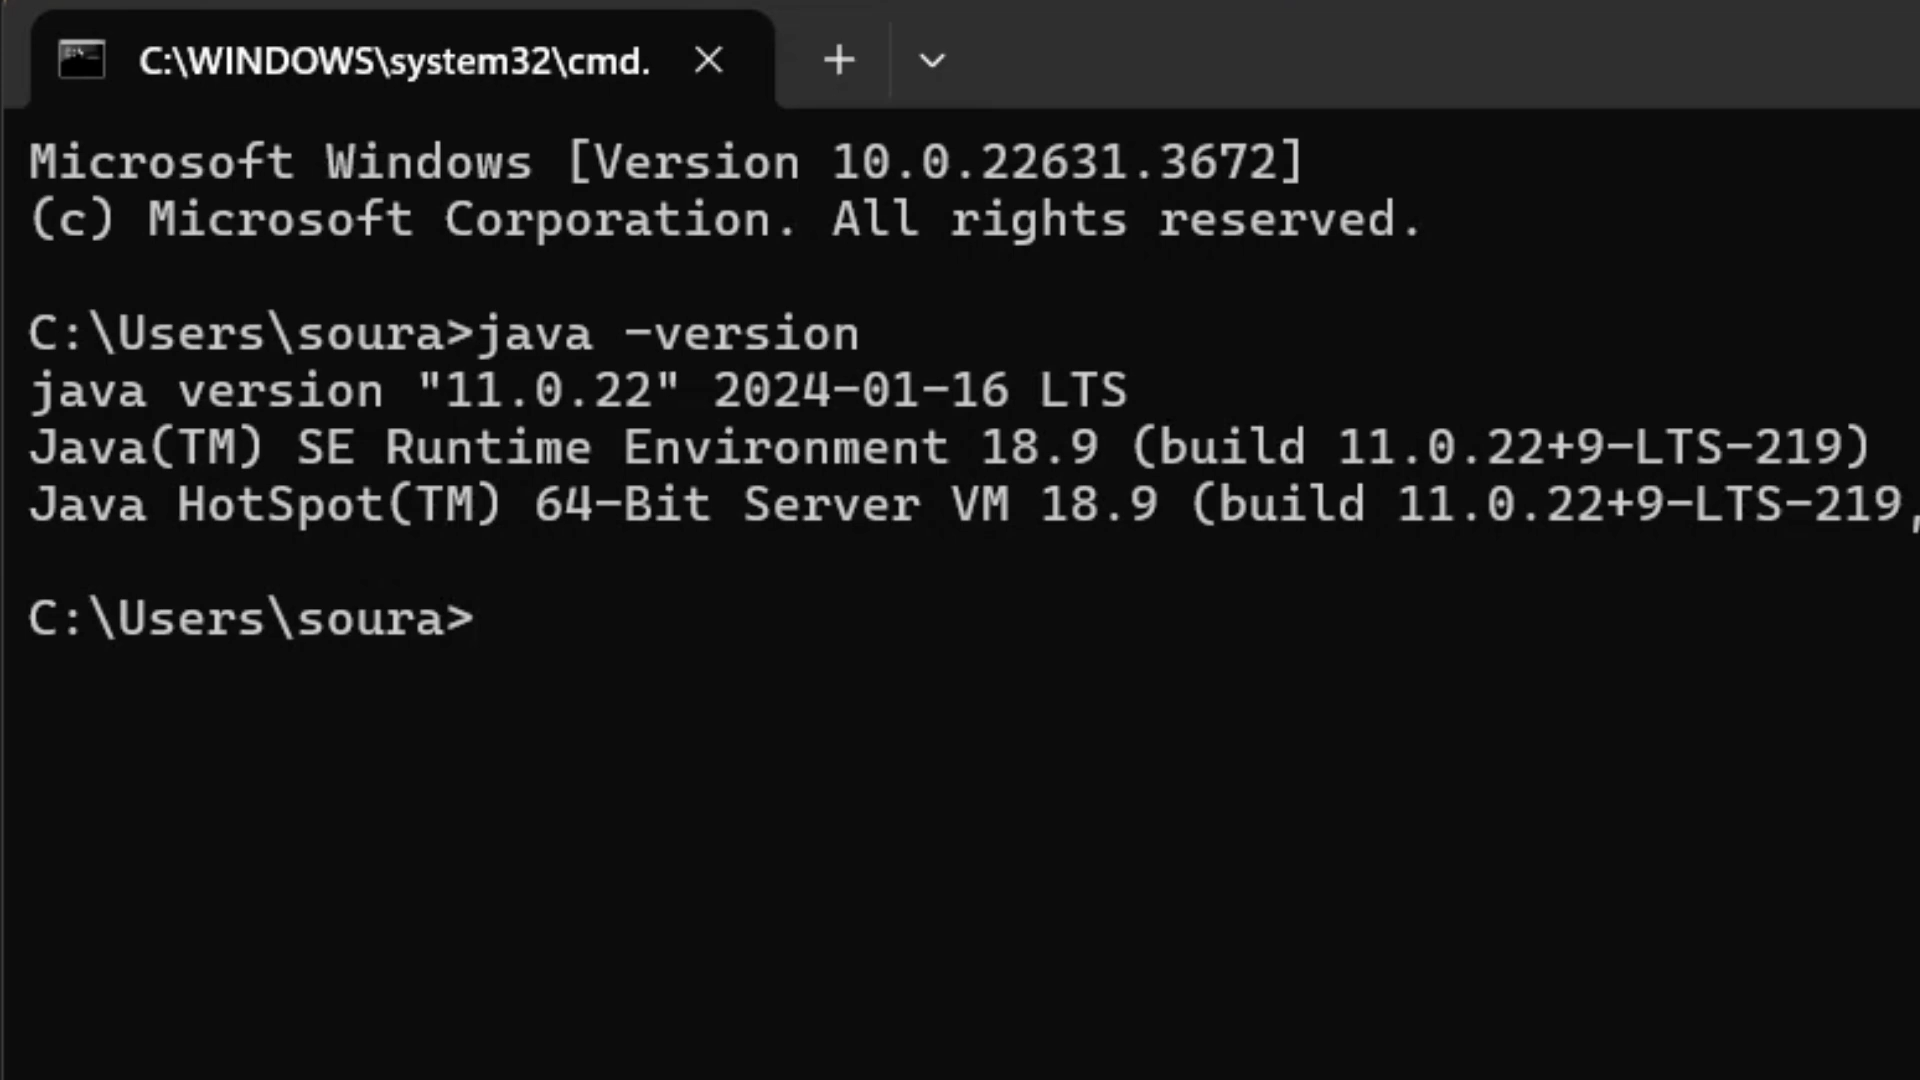 C:\WINDOWS\system32\cmd.
Microsoft Windows [Version 10.0.22631.3672]
(c) Microsoft Corporation. All rights reserved.
C:\Users\soura>java -version
java version "11.0.22" 2024-01-16 LTS
Java(TM) SE Runtime Environment 18.9 (build 11.0.22+9-LTS-219)
Java HotSpot(TM) 64-Bit Server VM 18.9 (build 11.0.22+9-LTS-219,
C:\Users\soura>